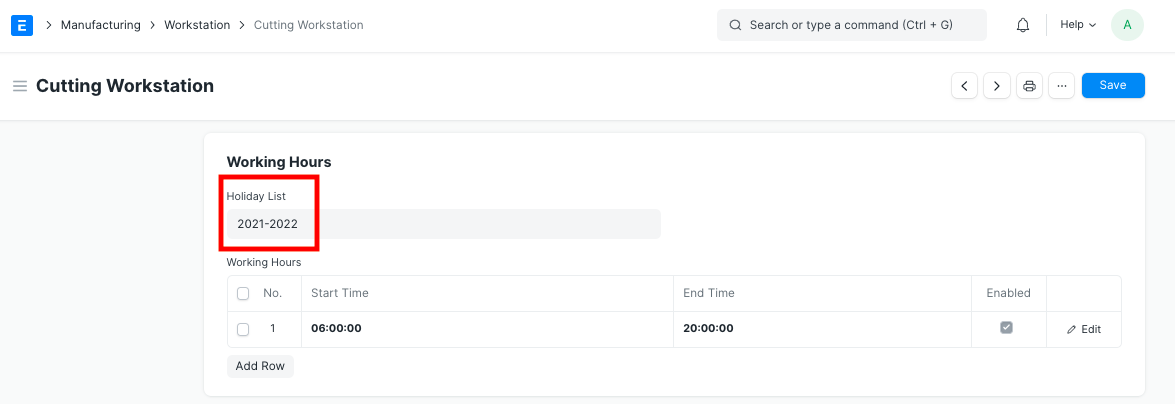 E > Manufacturing > Workstation > Cutting Workstation
Search or type a command (Ctrl + G)
Help
A
Cutting Workstation
Save
Working Hours
Holiday List
2021-2022
Working Hours
No. Start Time End Time Enabled
1 06:00:00 20:00:00 Edit
Add Row